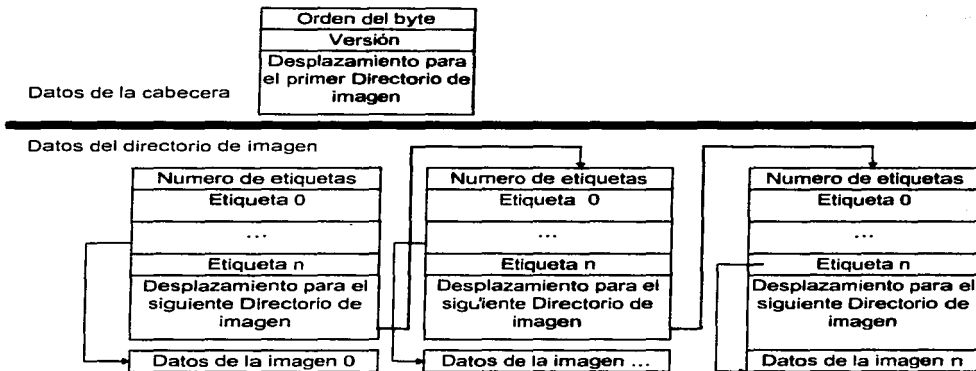 Orden del byte
Versión
Desplazamiento para
el primer Directorio de
imagen
Datos de la cabecera
Datos del directorio de imagen
Numero de etiquetas
Etiqueta 0
...
Etiqueta n
Desplazamiento para el
siguiente Directorio de
imagen
Datos de la imagen 0
Numero de etiquetas
Etiqueta 0
...
Etiqueta n
Desplazamiento para el
siguiente Directorio de
imagen
Datos de la imagen ...
Numero de etiquetas
Etiqueta 0
...
Etiqueta n
Desplazamiento para el
siguiente Directorio de
imagen
Datos de la imagen n